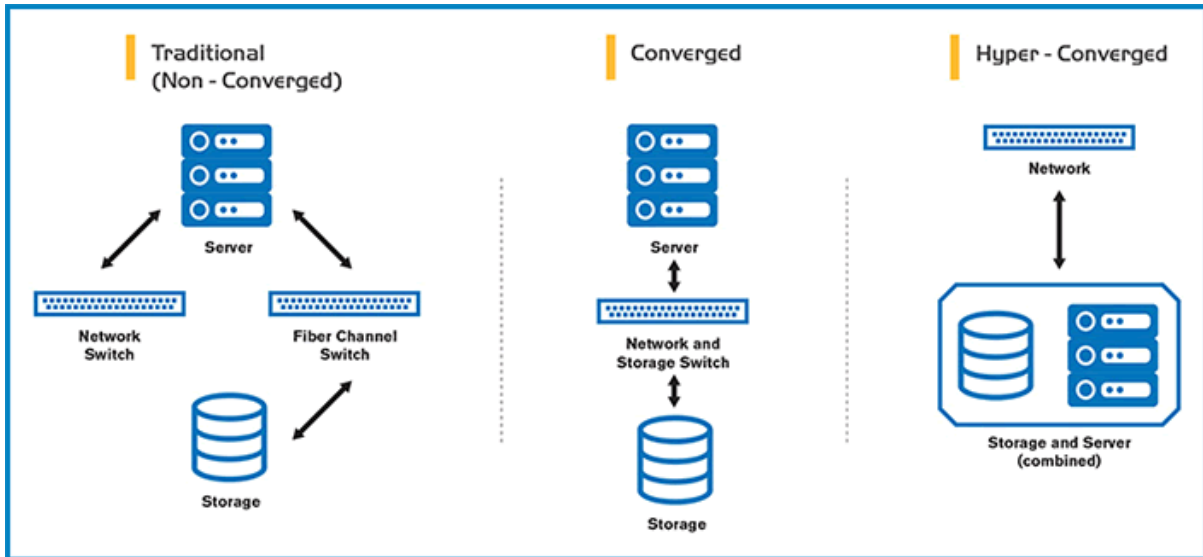 Traditional
(Non - Converged)
Server
Network
Switch
Fiber Channel
Switch
Storage
Converged
Server
Network and
Storage Switch
Storage
Hyper - Converged
Network
Storage and Server
(combined)